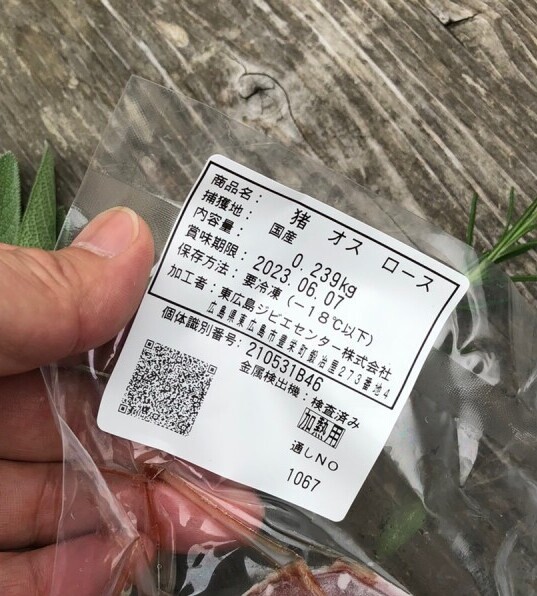 商品名: 猪 オス ロース
捕獲地: 国産
内容量: 0.239kg
賞味期限: 2023.06.07
保存方法: 要冷凍(−18℃以下)
加工者: 東広島ジビエセンター株式会社
広島県東広島市豊栄町鍛冶屋273番地4
個体識別番号: 210531B46
金属検出機:検査済み
加熱用
通しNO
1067